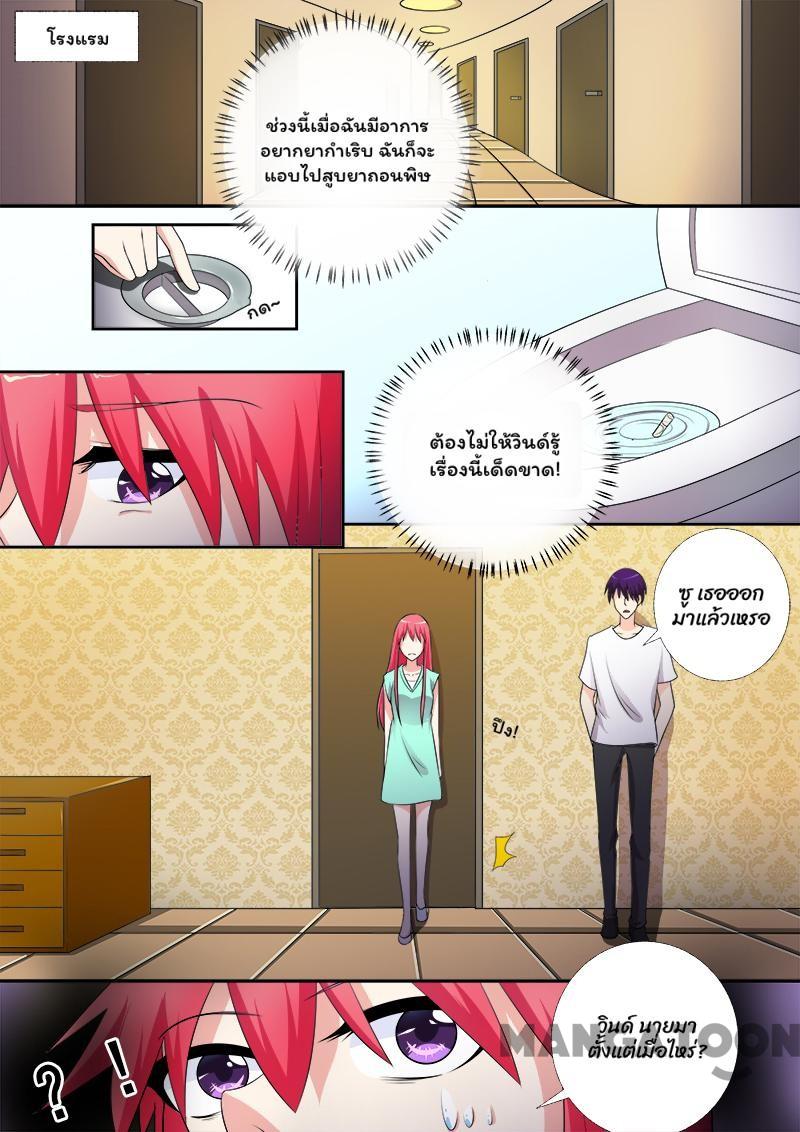 โรงแรม
ช่วงนี้เมื่อฉันมีอาการ
อยากยากำเริบ ฉันก็จะ
แอบไปสูบยาถอนพิษ
กด~
ต้องไม่ให้วินด์รู้
เรื่องนี้เด็ดขาด!
ซู เธอออก
มาแล้วเหรอ
ปึง!
วินด์ นายมา
ตั้งแต่เมื่อไหร่?
? !
MANGATOON